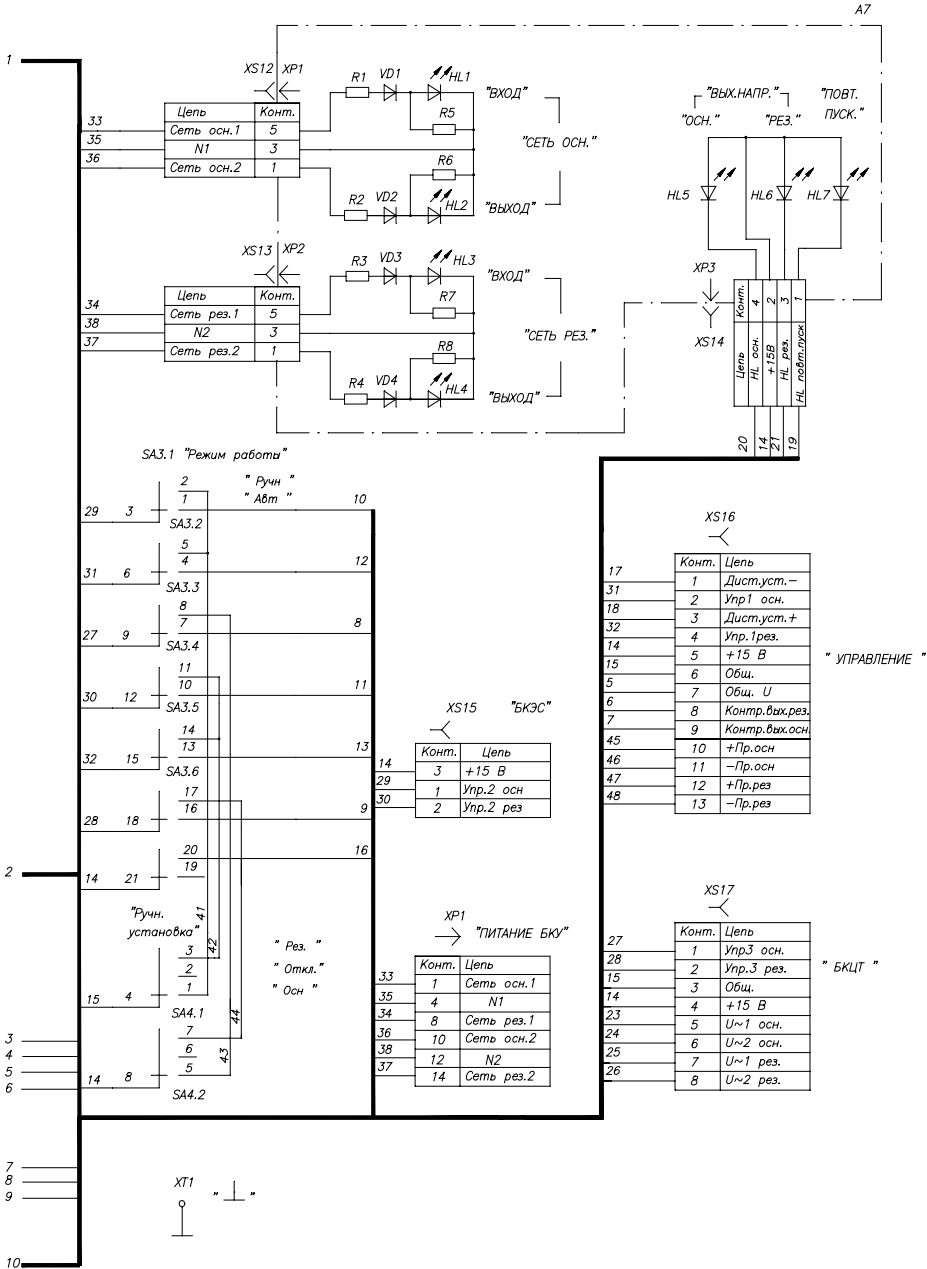 A7
1
XS12 XP1
R1 VD1 HL1 "ВХОД"
R5
Цепь Конт.
33 Сеть осн.1 5
35 N1 3
36 Сеть осн.2 1
"СЕТЬ ОСН."
R6
R2 VD2 HL2 "ВЫХОД"
"ВЫХ.НАПР." "ПОВТ. ПУСК."
"ОСН." "РЕЗ."
HL5 HL6 HL7
XS13 XP2
R3 VD3 HL3 "ВХОД"
R7
Цепь Конт.
34 Сеть рез.1 5
38 N2 3
37 Сеть рез.2 1
"СЕТЬ РЕЗ."
R8
R4 VD4 HL4 "ВЫХОД"
XP3
XS14
Конт. 4 2 3 1
Цепь HL осн. +15В HL рез. HL повт.пуск
20 14 21 19
SA3.1 "Режим работы"
" Ручн "
" Авт "
2
1
29 3 10
SA3.2
5
4
31 6 12
SA3.3
8
7
27 9 8
SA3.4
11
10
30 12 11
SA3.5
14
13
32 15 13
SA3.6
17
16
28 18 9
20
19
2
14 21 16
"Ручн.
установка"
41
42
44
43
" Рез. "
" Откл."
" Осн "
3
2
1
15 4
SA4.1
7
6
5
14 8
SA4.2
3
4
5
6
7
8
9
10
XT1 " ⊥ "
XS15 "БКЭС"
Конт. Цепь
14 3 +15 В
29 1 Упр.2 осн
30 2 Упр.2 рез
XP1 "ПИТАНИЕ БКУ"
Конт. Цепь
33 1 Сеть осн.1
35 4 N1
34 8 Сеть рез.1
36 10 Сеть осн.2
38 12 N2
37 14 Сеть рез.2
XS16
Конт. Цепь
17 1 Дист.уст.−
31 2 Упр1 осн.
18 3 Дист.уст.+
32 4 Упр.1рез.
14 5 +15 В
15 6 Общ.
5 7 Общ. U
6 8 Контр.вых.рез.
7 9 Контр.вых.осн.
45 10 +Пр.осн
46 11 −Пр.осн
47 12 +Пр.рез
48 13 −Пр.рез
" УПРАВЛЕНИЕ "
XS17
Конт. Цепь
27 1 Упр3 осн.
28 2 Упр.3 рез.
15 3 Общ.
14 4 +15 В
23 5 U~1 осн.
24 6 U~2 осн.
25 7 U~1 рез.
26 8 U~2 рез.
" БКЦТ "